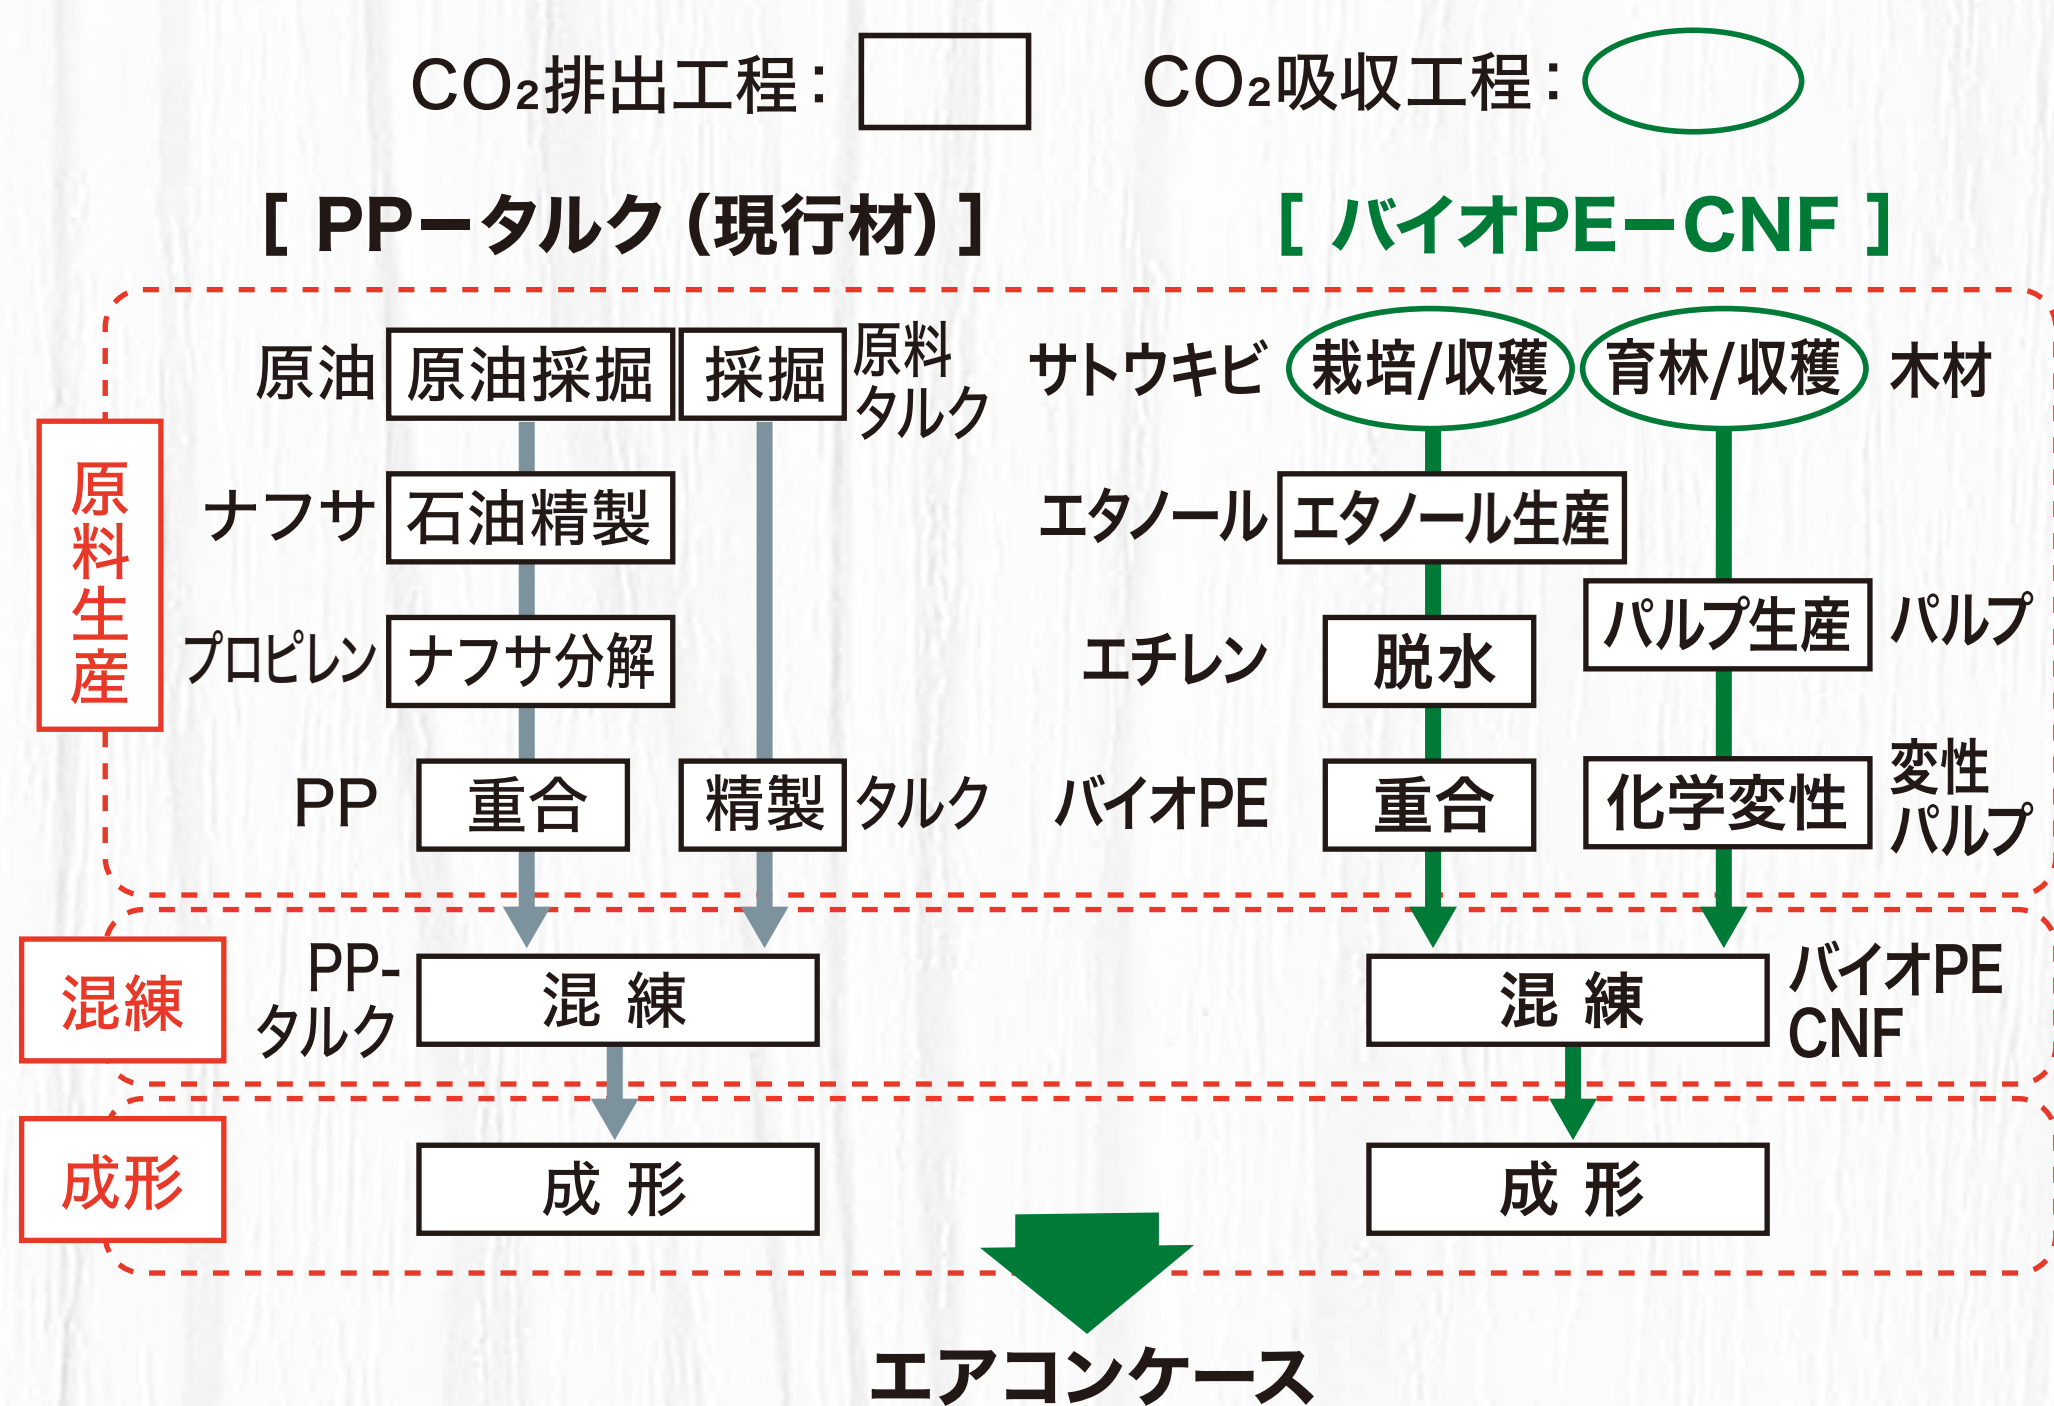 CO₂排出工程：
CO₂吸収工程：
[ PPータルク（現行材）]
[ バイオPEーCNF ]
原料生産
原油
原油採掘
採掘
原料
タルク
サトウキビ
栽培/収穫
育林/収穫
木材
ナフサ
石油精製
エタノール
エタノール生産
プロピレン
ナフサ分解
エチレン
脱水
パルプ生産
パルプ
PP
重合
精製
タルク
バイオPE
重合
化学変性
変性
パルプ
混練
PP-
タルク
混 練
混 練
バイオPE
CNF
成形
成 形
成 形
エアコンケース